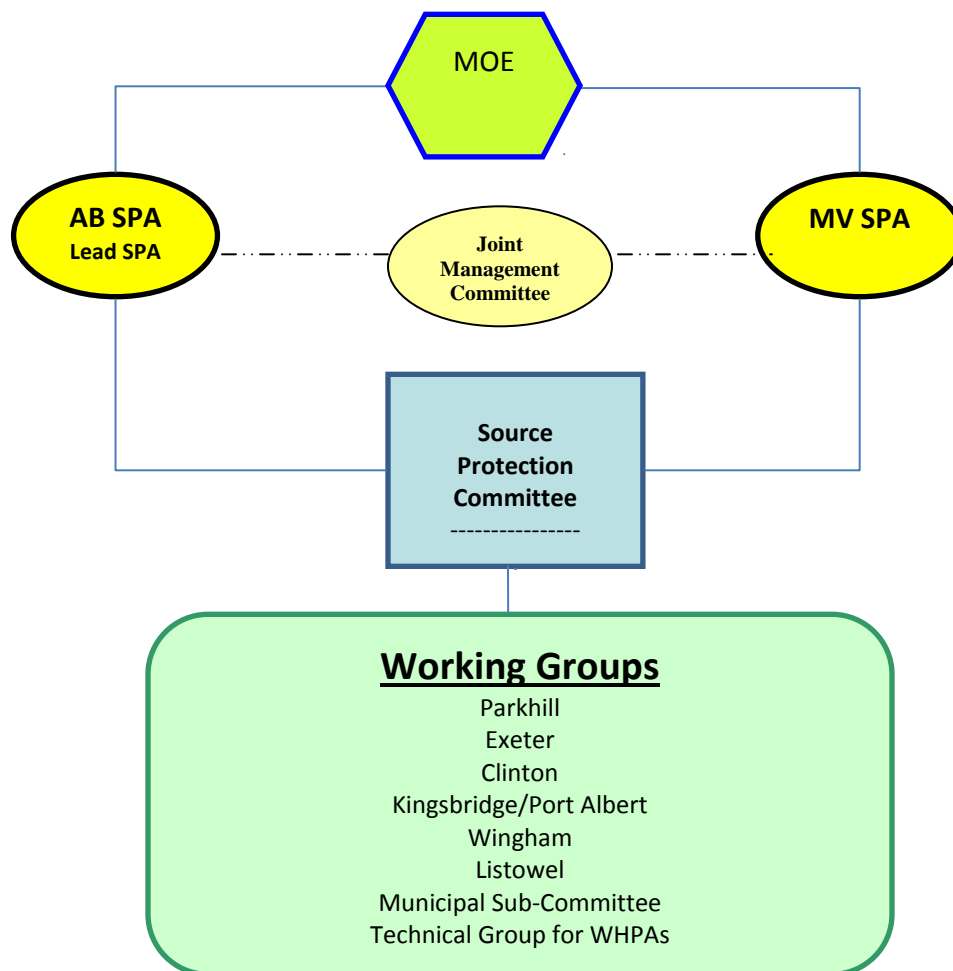 MOE
AB SPA
Lead SPA
MV SPA
Joint
Management
Committee
Source
Protection
Committee
-----------------
Working Groups
Parkhill
Exeter
Clinton
Kingsbridge/Port Albert
Wingham
Listowel
Municipal Sub-Committee
Technical Group for WHPAs